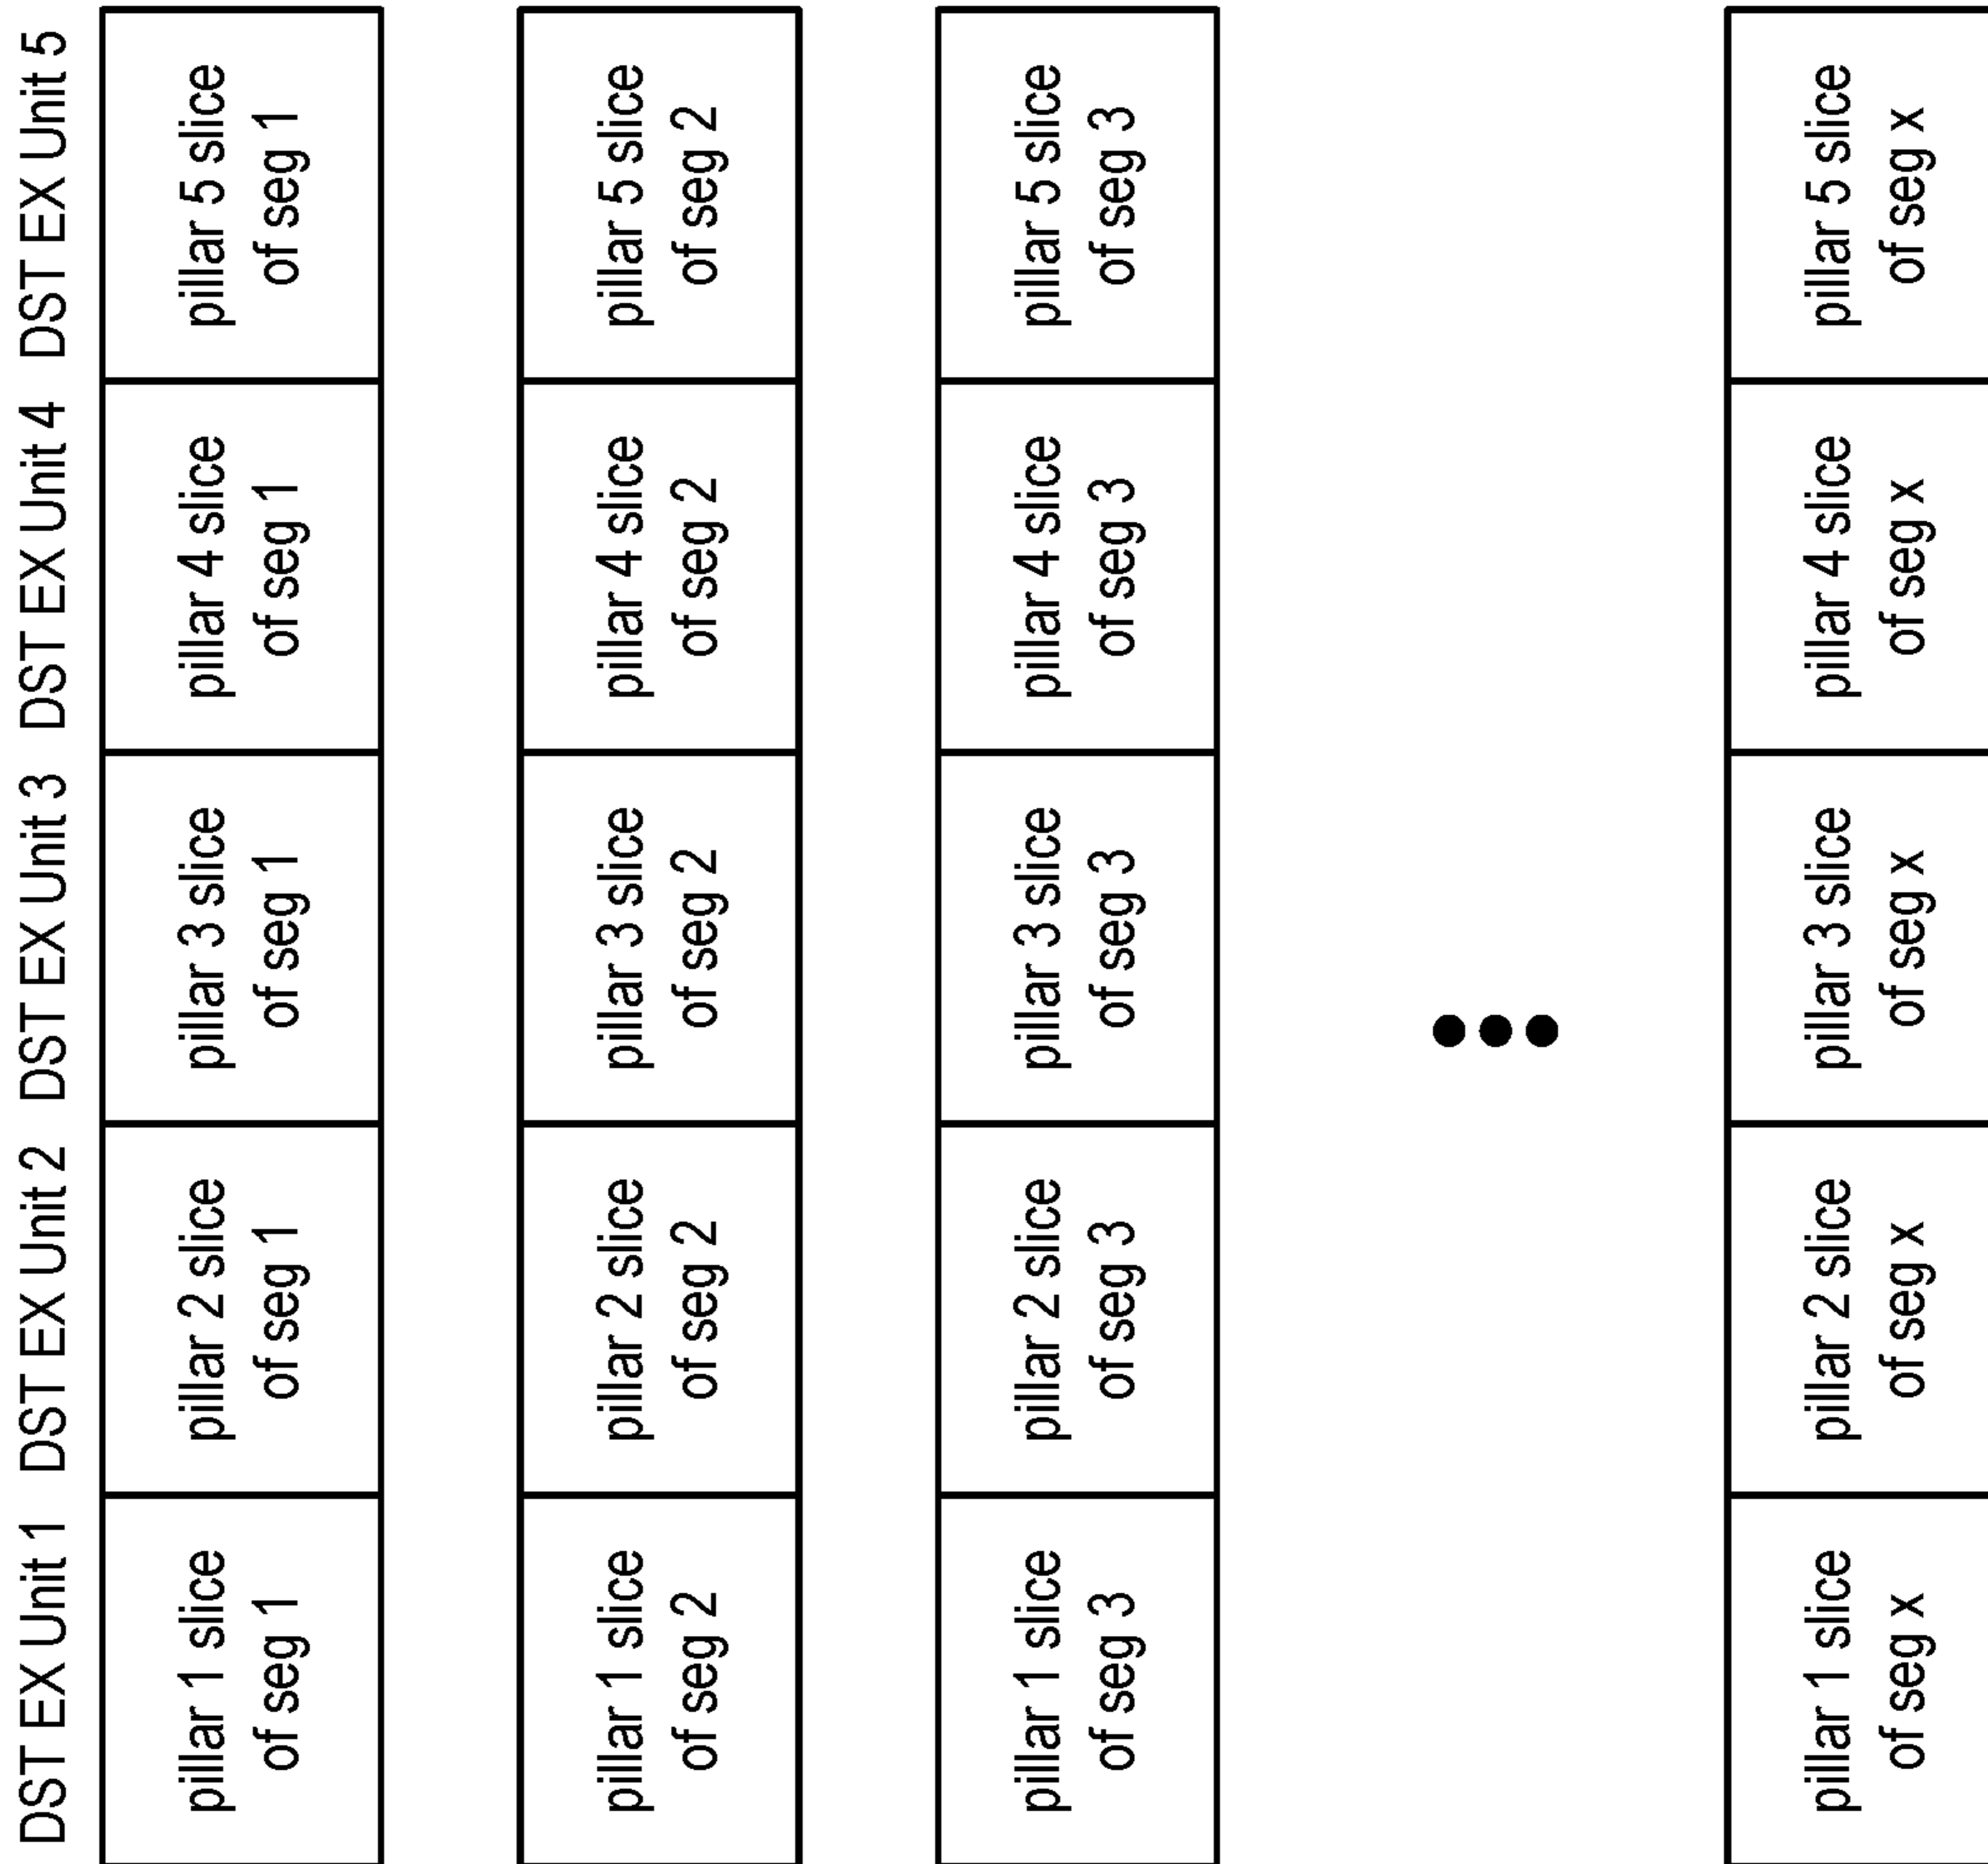 DST EX Unit 1 DST EX Unit 2 DST EX Unit 3 DST EX Unit 4 DST EX Unit 5
pillar 1 slice
of seg 1
pillar 2 slice
of seg 1
pillar 3 slice
of seg 1
pillar 4 slice
of seg 1
pillar 5 slice
of seg 1
pillar 1 slice
of seg 2
pillar 2 slice
of seg 2
pillar 3 slice
of seg 2
pillar 4 slice
of seg 2
pillar 5 slice
of seg 2
pillar 1 slice
of seg 3
pillar 2 slice
of seg 3
pillar 3 slice
of seg 3
pillar 4 slice
of seg 3
pillar 5 slice
of seg 3
pillar 1 slice
of seg x
pillar 2 slice
of seg x
pillar 3 slice
of seg x
pillar 4 slice
of seg x
pillar 5 slice
of seg x